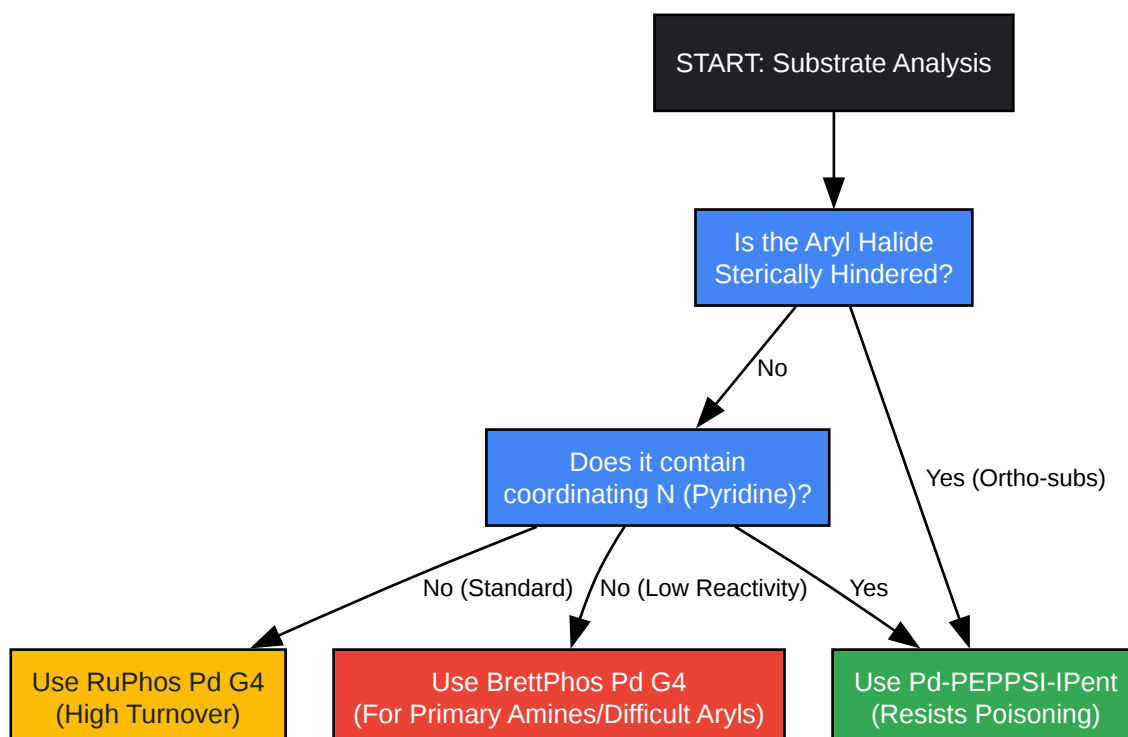 START: Substrate Analysis
Is the Aryl Halide
Sterically Hindered?
No
Does it contain
coordinating N (Pyridine)?
Yes (Ortho-subs)
No (Standard)
No (Low Reactivity)
Yes
Use RuPhos Pd G4
(High Turnover)
Use BrettPhos Pd G4
(For Primary Amines/Difficult Aryls)
Use Pd-PEPPSI-IPent
(Resists Poisoning)